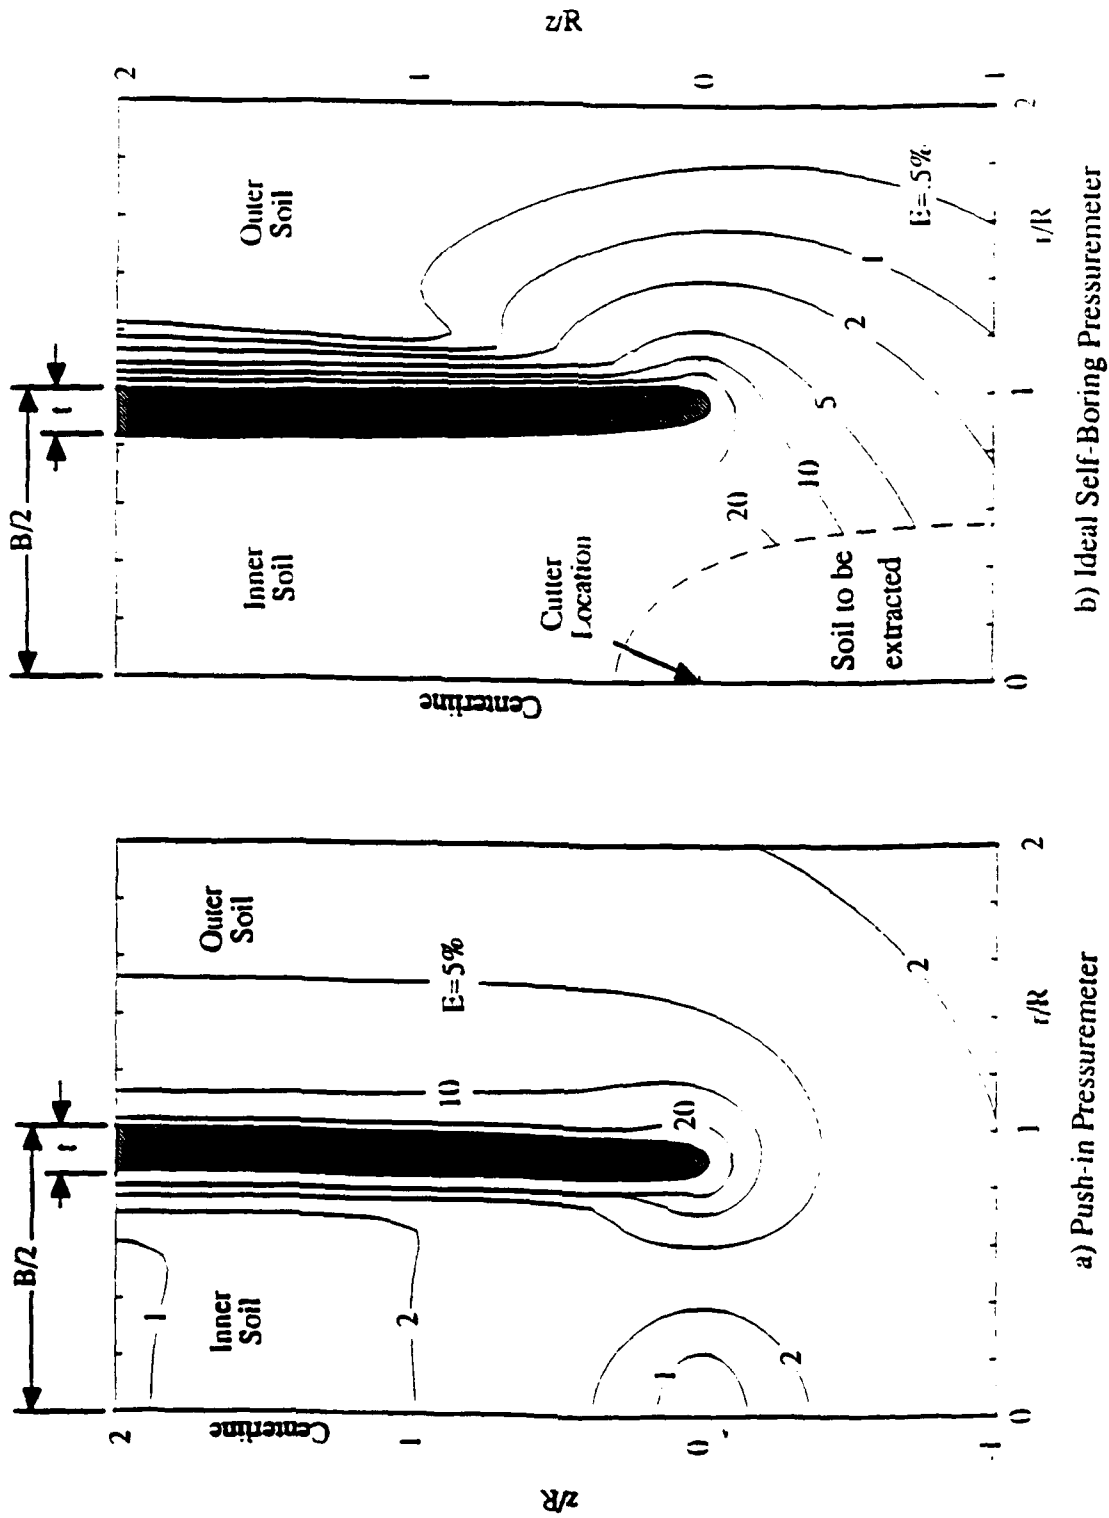 B/2
t
Inner
Soil
Outer
Soil
Centerline
E=5%
10
20
1
2
1
2
2
2
1
0
-1
z/R
0
1
2
r/R
a) Push-in Pressuremeter
B/2
t
Inner
Soil
Outer
Soil
Centerline
Cutter
Location
Soil to be
extracted
20
10
5
2
1
E=.5%
2
1
0
1
z/R
0
1
2
r/R
b) Ideal Self-Boring Pressuremeter